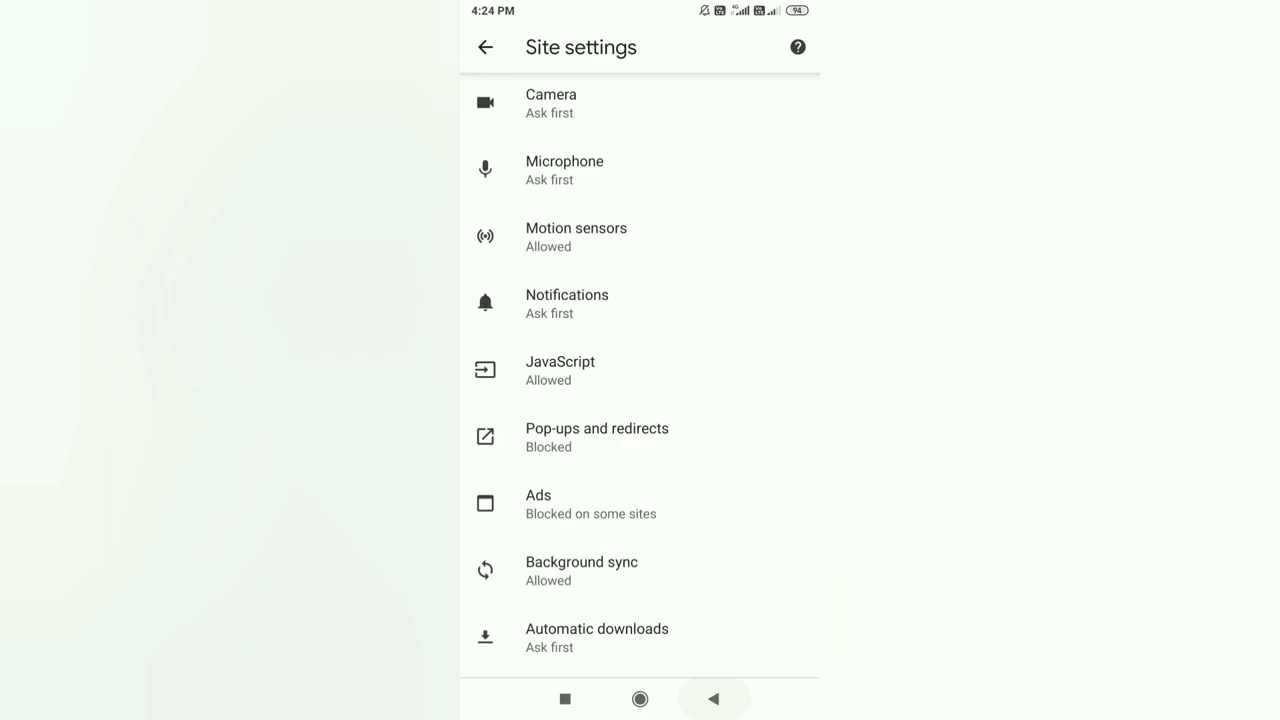 4:24 PM
4G
94
Site settings
Camera
Ask first
Microphone
Ask first
Motion sensors
Allowed
Notifications
Ask first
JavaScript
Allowed
Pop-ups and redirects
Blocked
Ads
Blocked on some sites
Background sync
Allowed
Automatic downloads
Ask first